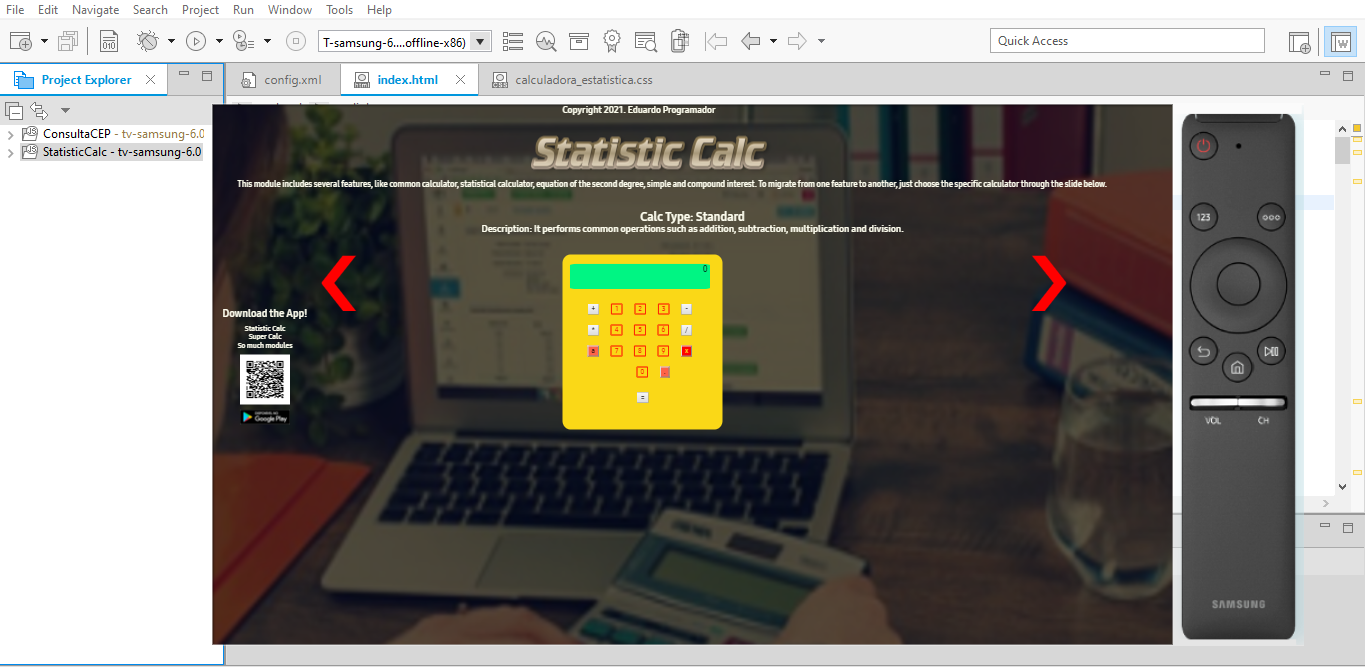 File Edit Navigate Search Project Run Window Tools Help
010
T-samsung-6....offline-x86)
Quick Access
W
Project Explorer
config.xml
index.html
calculadora_estatistica.css
ConsultaCEP - tv-samsung-6.0
StatisticCalc - tv-samsung-6.0
Copyright 2021. Eduardo Programador
Statistic Calc
This module includes several features, like common calculator, statistical calculator, equation of the second degree, simple and compound interest. To migrate from one feature to another, just choose the specific calculator through the slide below.
Calc Type: Standard
Description: It performs common operations such as addition, subtraction, multiplication and division.
0
+ 1 2 3 -
* 4 5 6 /
7 8 9 x
0
=
Download the App!
Statistic Calc
Super Calc
So much modules
Google Play
123
VOL CH
SAMSUNG